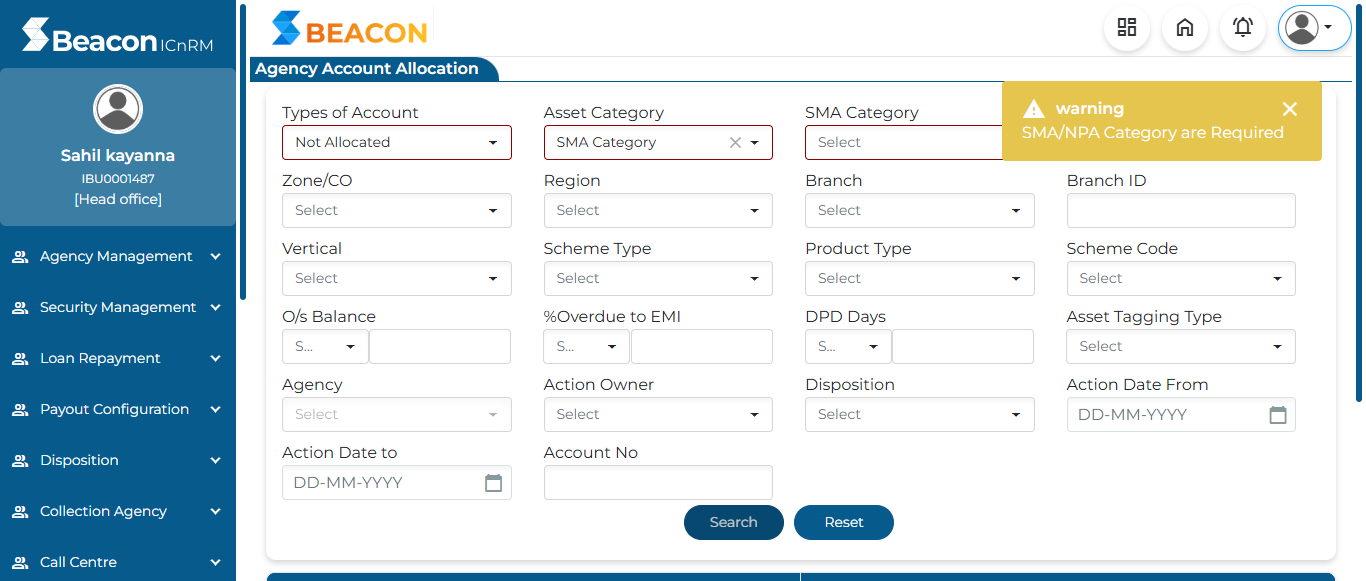 Beacon ICnRM
Sahil kayanna
IBU0001487
[Head office]
Agency Management
Security Management
Loan Repayment
Payout Configuration
Disposition
Collection Agency
Call Centre
BEACON
Agency Account Allocation
warning
SMA/NPA Category are Required
Types of Account Asset Category SMA Category
Not Allocated SMA Category Select
Zone/CO Region Branch Branch ID
Select Select Select
Vertical Scheme Type Product Type Scheme Code
Select Select Select Select
O/s Balance %Overdue to EMI DPD Days Asset Tagging Type
S... S... S... Select
Agency Action Owner Disposition Action Date From
Select Select Select DD-MM-YYYY
Action Date to Account No
DD-MM-YYYY
Search Reset